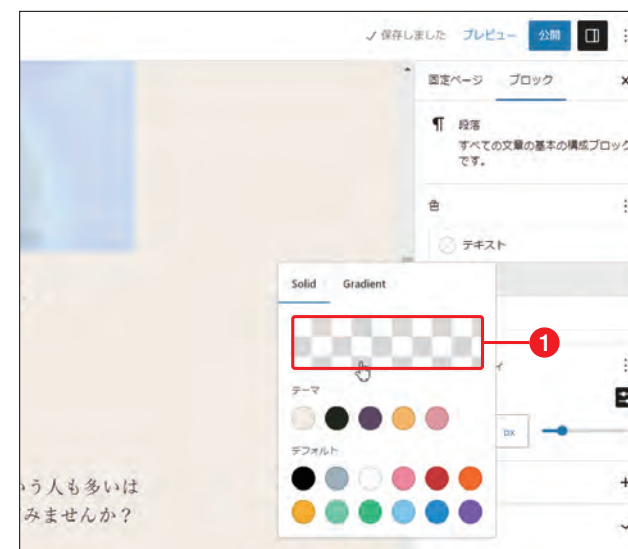 保存しました プレビュー 公開
固定ページ ブロック
段落
すべての文章の基本の構成ブロック
です。
色
テキスト
Solid Gradient
1
テーマ
px
デフォルト
いう人も多いは
みませんか？